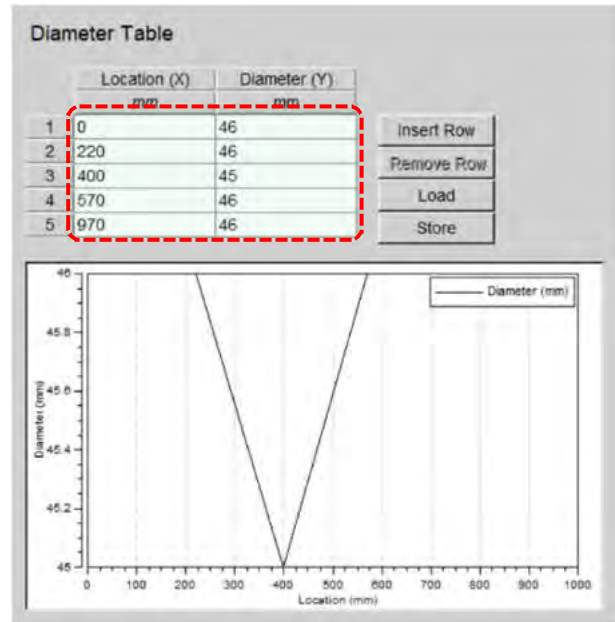 Diameter Table
Location (X) Diameter (Y)
mm mm
1 0 46 Insert Row
2 220 46 Remove Row
3 400 45 Load
4 570 46 Store
5 970 46
46
45.8
45.6
45.4
45.2
45
Diameter (mm)
Diameter (mm)
0 100 200 300 400 500 600 700 800 900 1000
Location (mm)